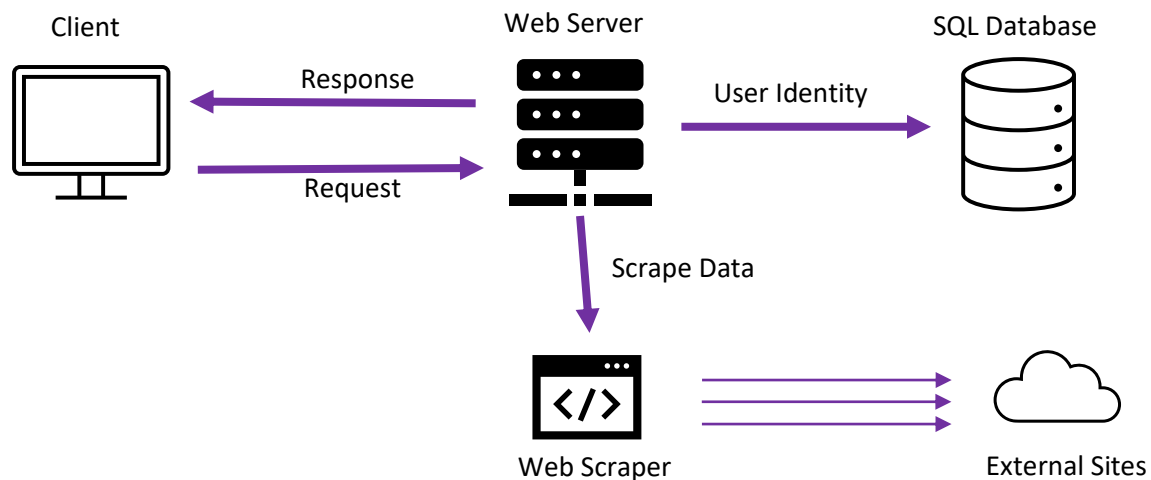 Client
Web Server
SQL Database
Response
User Identity
Request
Scrape Data
</>
Web Scraper
External Sites